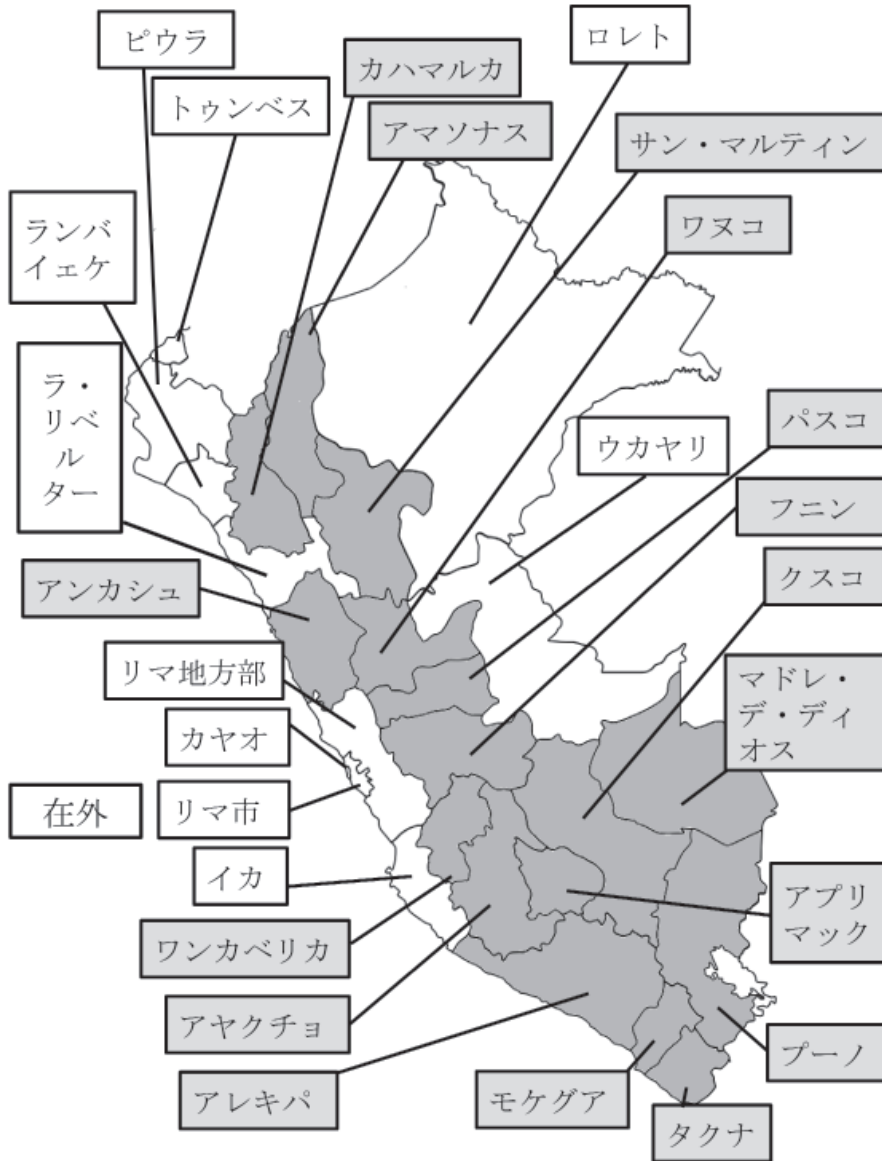 ピウラ
ロレト
カハマルカ
トゥンベス
アマソナス
サン・マルティン
ランバ
イェケ
ワヌコ
ラ・
リベ
ル
ター
パスコ
ウカヤリ
フニン
アンカシュ
クスコ
リマ地方部
マドレ・
デ・ディ
オス
カヤオ
在外
リマ市
イカ
アプリ
マック
ワンカベリカ
アヤクチョ
プーノ
アレキパ
モケグア
タクナ